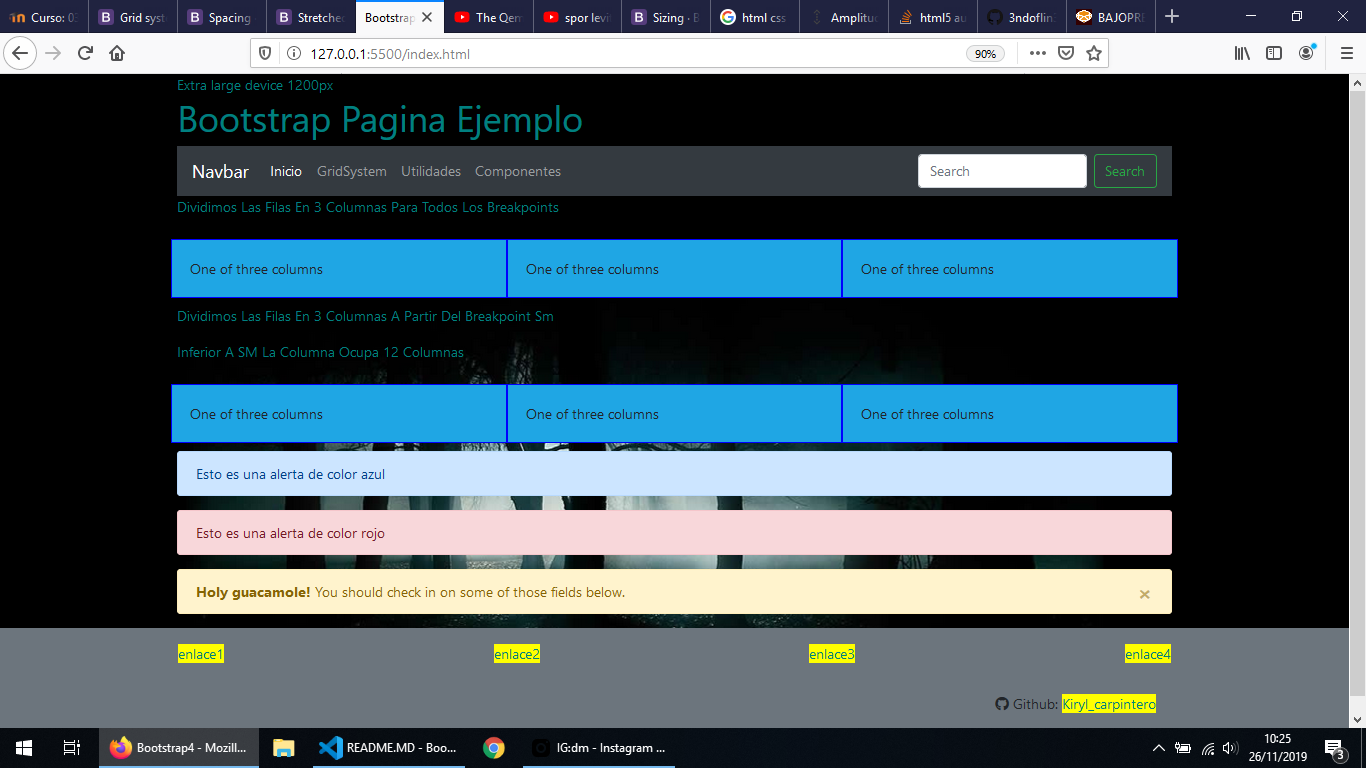 Curso: 03
Grid syst
Spacing
Stretched
Bootstrap
The Qem
spor levi
Sizing · B
html css
Amplituc
html5 au
3ndoflin
BAJOPR
127.0.0.1:5500/index.html
90%
Extra large device 1200px
Bootstrap Pagina Ejemplo
Navbar Inicio GridSystem Utilidades Componentes Search Search
Dividimos Las Filas En 3 Columnas Para Todos Los Breakpoints
One of three columns One of three columns One of three columns
Dividimos Las Filas En 3 Columnas A Partir Del Breakpoint Sm
Inferior A SM La Columna Ocupa 12 Columnas
One of three columns One of three columns One of three columns
Esto es una alerta de color azul
Esto es una alerta de color rojo
Holy guacamole! You should check in on some of those fields below. ×
enlace1 enlace2 enlace3 enlace4
Github: Kiryl_carpintero
Bootstrap4 - Mozill... README.MD - Boo... IG:dm - Instagram ...
10:25
26/11/2019
3